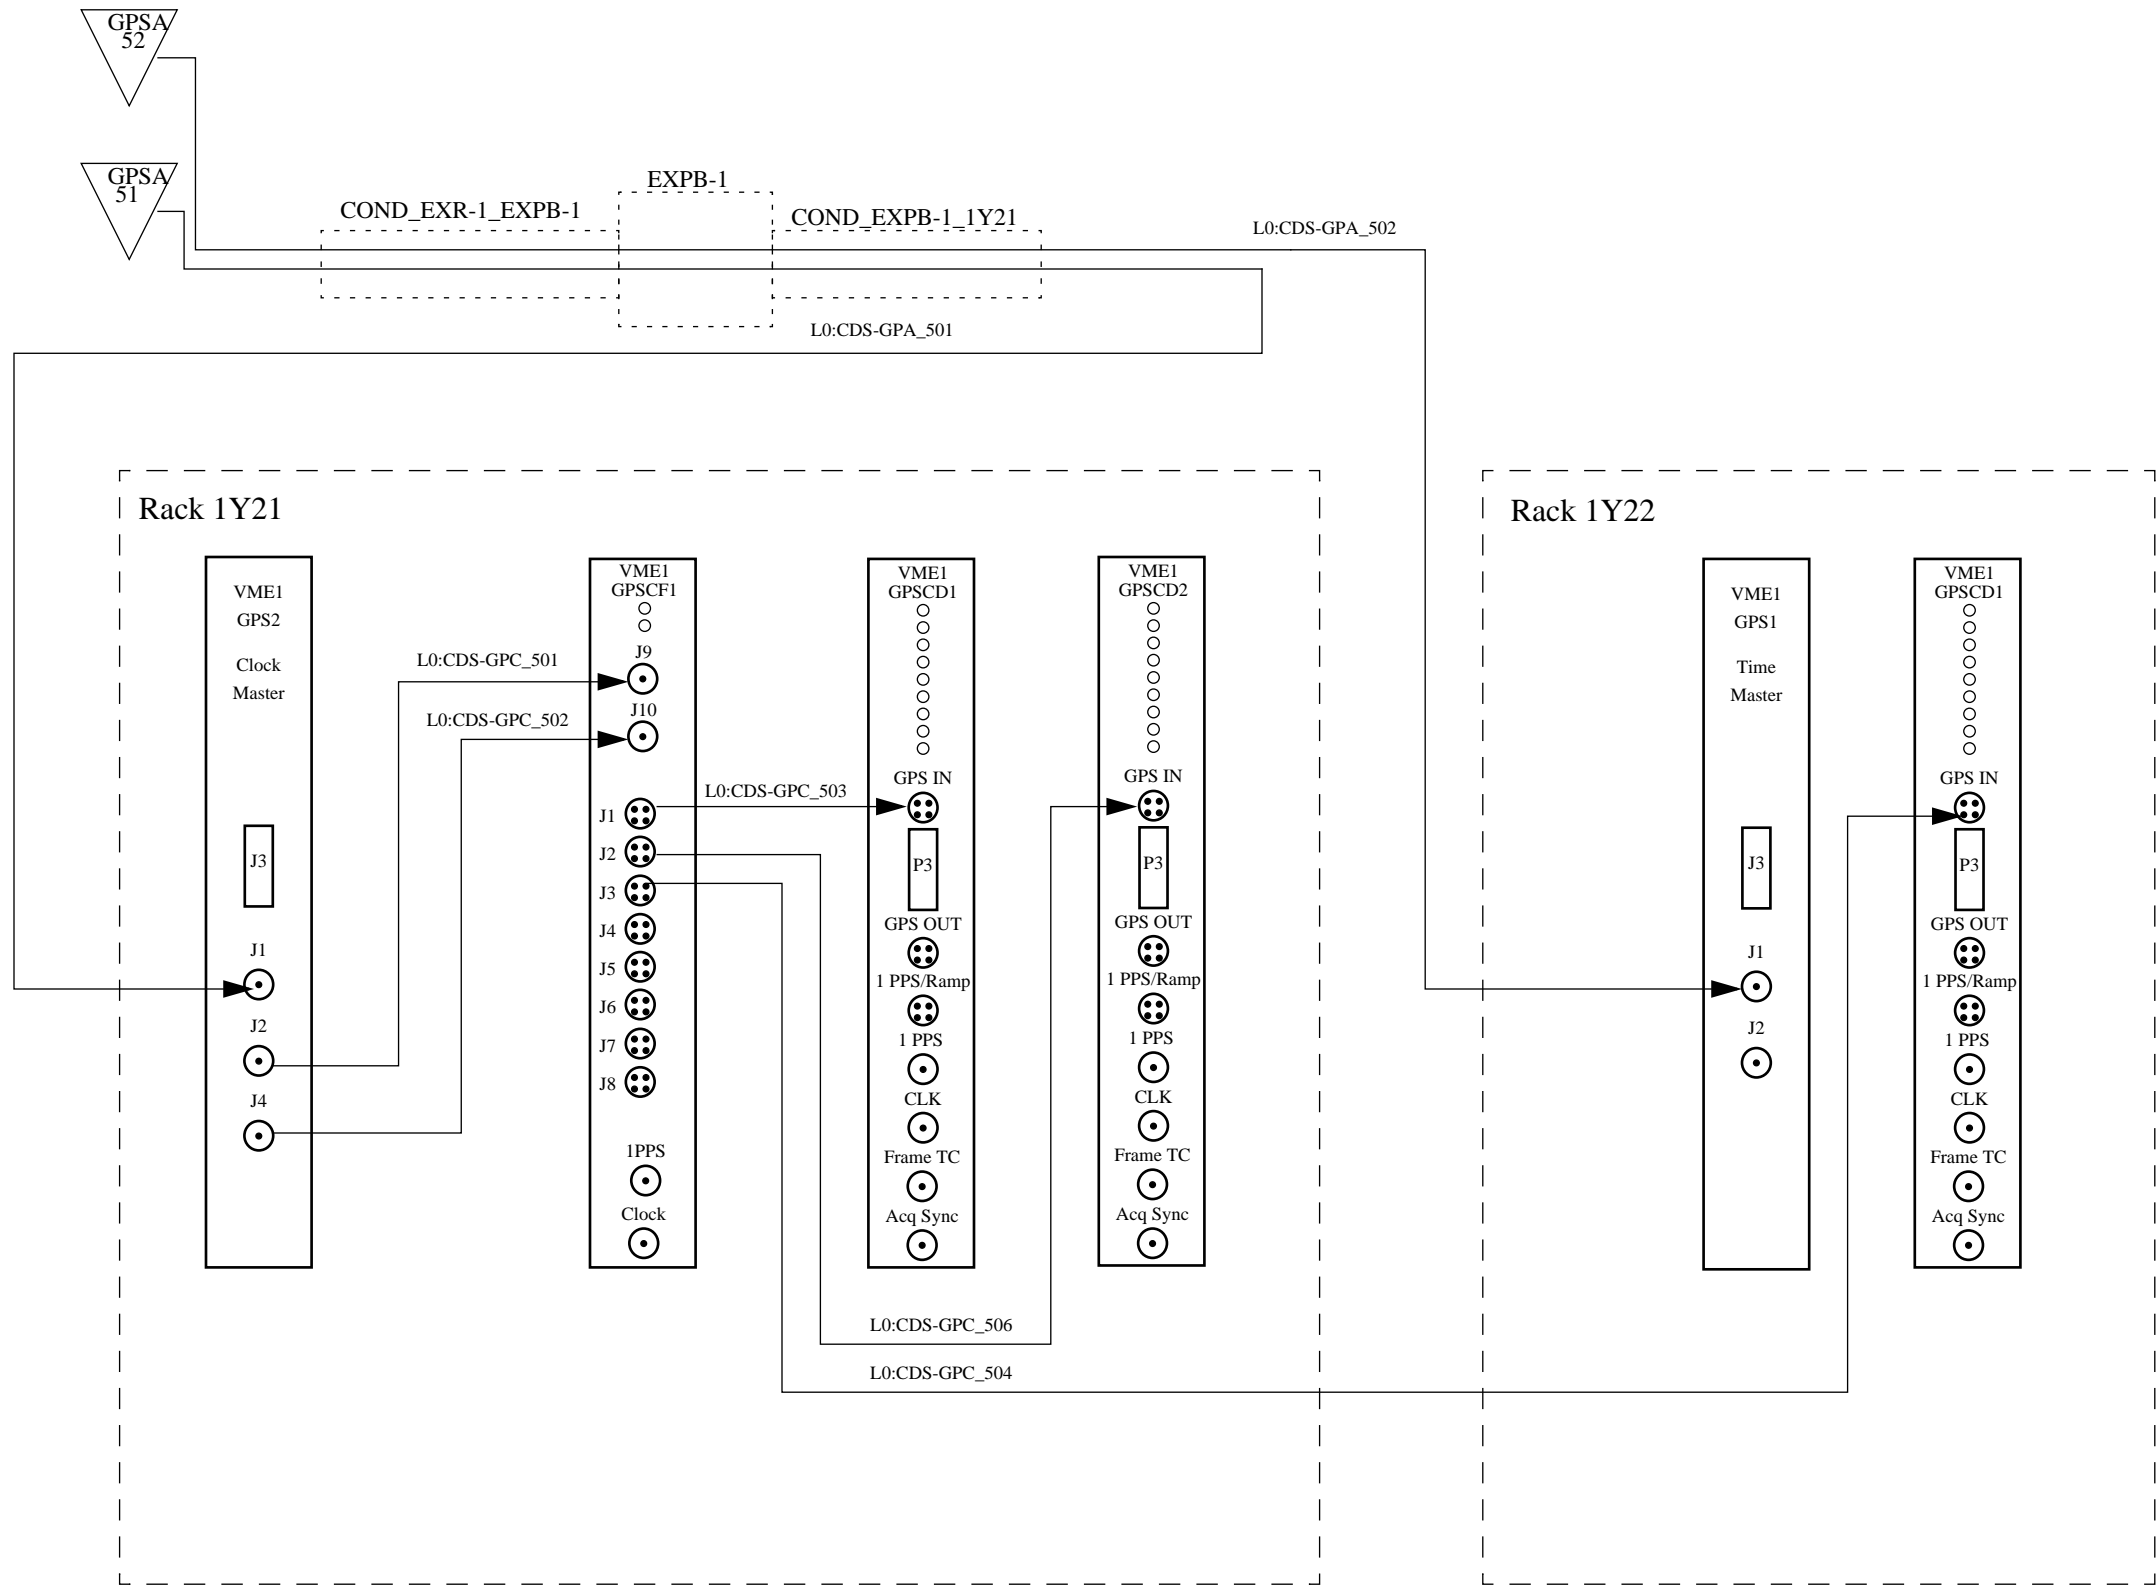 GPSA
52
GPSA
51
COND_EXR-1_EXPB-1
EXPB-1
COND_EXPB-1_1Y21
L0:CDS-GPA_502
L0:CDS-GPA_501
Rack 1Y21
VME1
GPS2
Clock
Master
J3
J1
J2
J4
L0:CDS-GPC_501
L0:CDS-GPC_502
VME1
GPSCF1
J9
J10
J1
J2
J3
J4
J5
J6
J7
J8
1PPS
Clock
L0:CDS-GPC_503
VME1
GPSCD1
GPS IN
P3
GPS OUT
1 PPS/Ramp
1 PPS
CLK
Frame TC
Acq Sync
VME1
GPSCD2
GPS IN
P3
GPS OUT
1 PPS/Ramp
1 PPS
CLK
Frame TC
Acq Sync
L0:CDS-GPC_506
L0:CDS-GPC_504
Rack 1Y22
VME1
GPS1
Time
Master
J3
J1
J2
VME1
GPSCD1
GPS IN
P3
GPS OUT
1 PPS/Ramp
1 PPS
CLK
Frame TC
Acq Sync